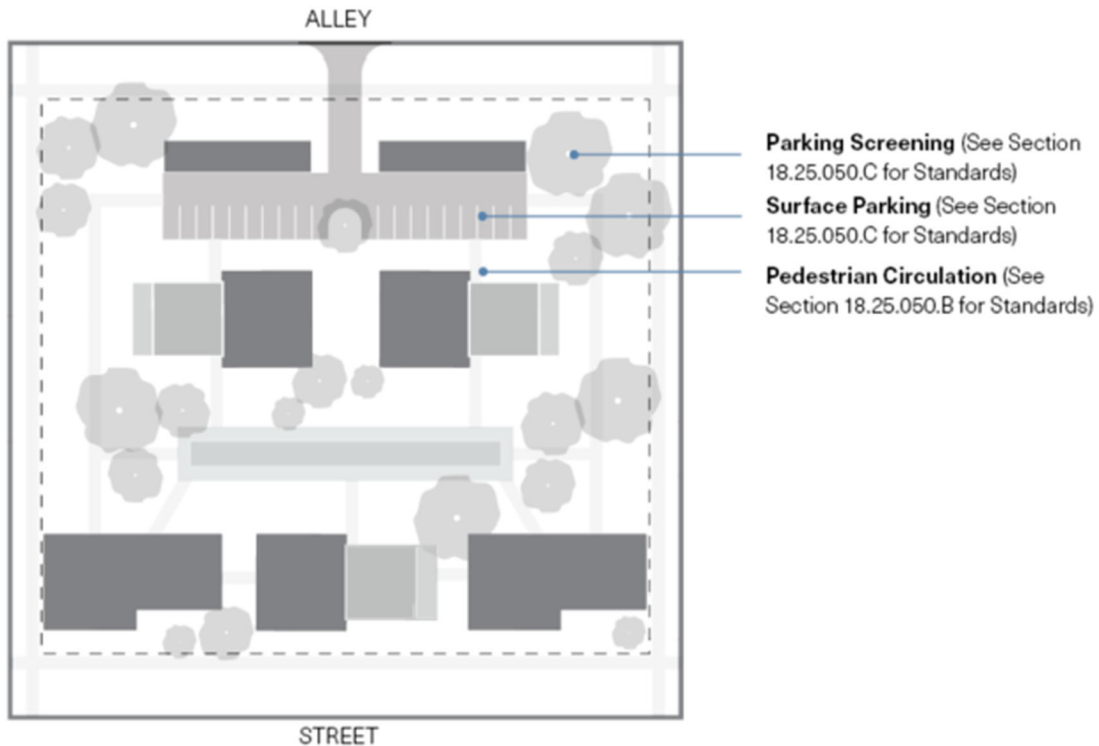 ALLEY
Parking Screening (See Section
18.25.050.C for Standards)
Surface Parking (See Section
18.25.050.C for Standards)
Pedestrian Circulation (See
Section 18.25.050.B for Standards)
STREET